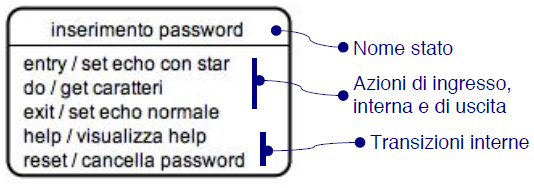 inserimento password
entry / set echo con star
do / get caratteri
exit / set echo normale
help / visualizza help
reset / cancella password
Nome stato
Azioni di ingresso,
interna e di uscita
Transizioni interne